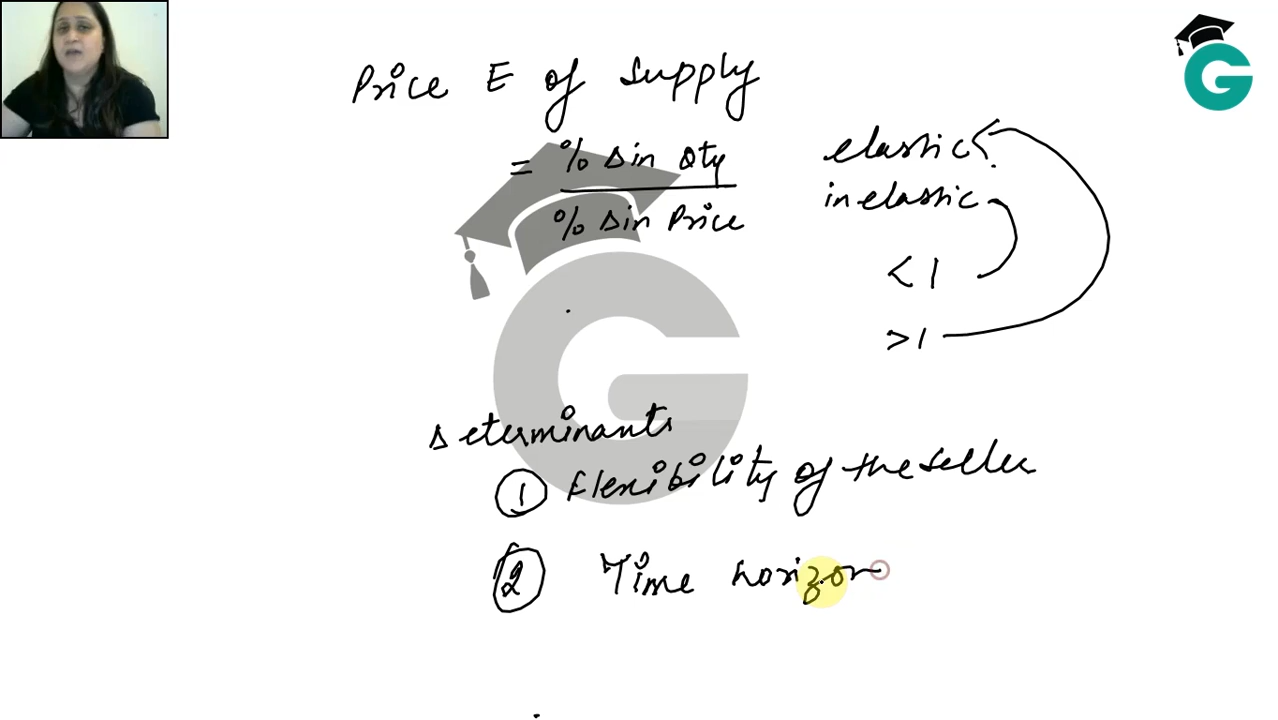 Price E of Supply
= % Δ in Qty
% Δ in Price
elastic
inelastic
< 1
> 1
Determinants
① Flexibility of the seller
② Time horizon
G